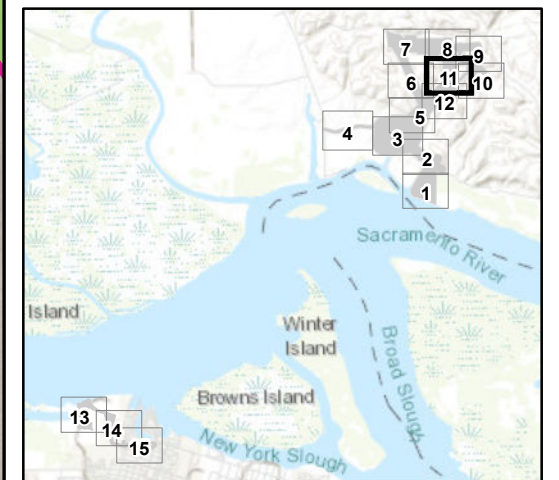 7
8
9
6
11
10
12
5
4
3
2
1
Sacramento River
Island
Winter
Island
Broad Slough
Browns Island
13
14
15
New York Slough